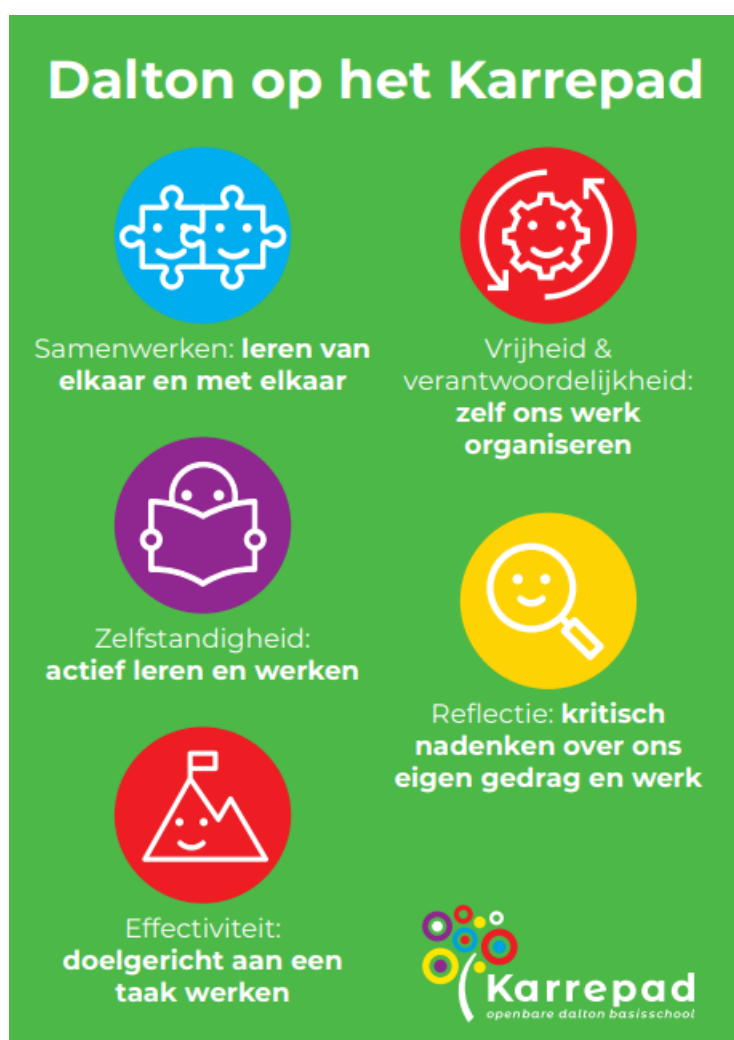 Dalton op het Karrepad
Samenwerken: leren van
elkaar en met elkaar
Vrijheid &
verantwoordelijkheid:
zelf ons werk
organiseren
Zelfstandigheid:
actief leren en werken
Reflectie: kritisch
nadenken over ons
eigen gedrag en werk
Effectiviteit:
doelgericht aan een
taak werken
Karrepad
openbare dalton basisschool